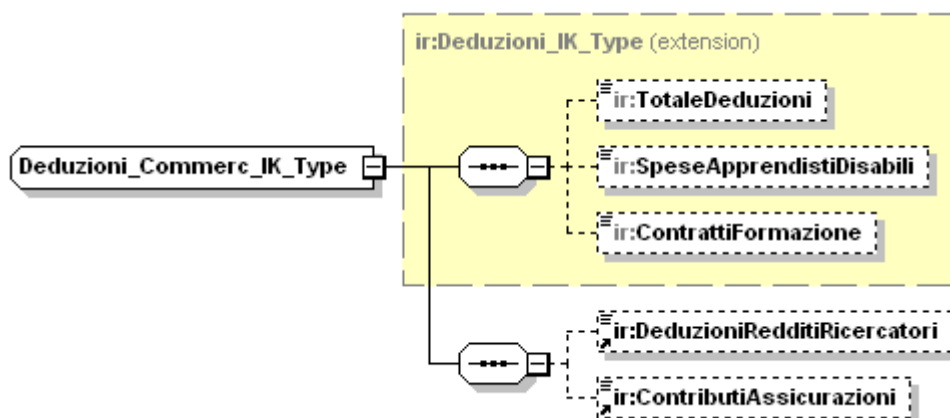 ir:Deduzioni_IK_Type (extension)
ir:TotaleDeduzioni
Deduzioni_Commerc_IK_Type
ir:SpeseApprendistiDisabili
ir:ContrattiFormazione
ir:DeduzioniRedditiRicercatori
ir:ContributiAssicurazioni